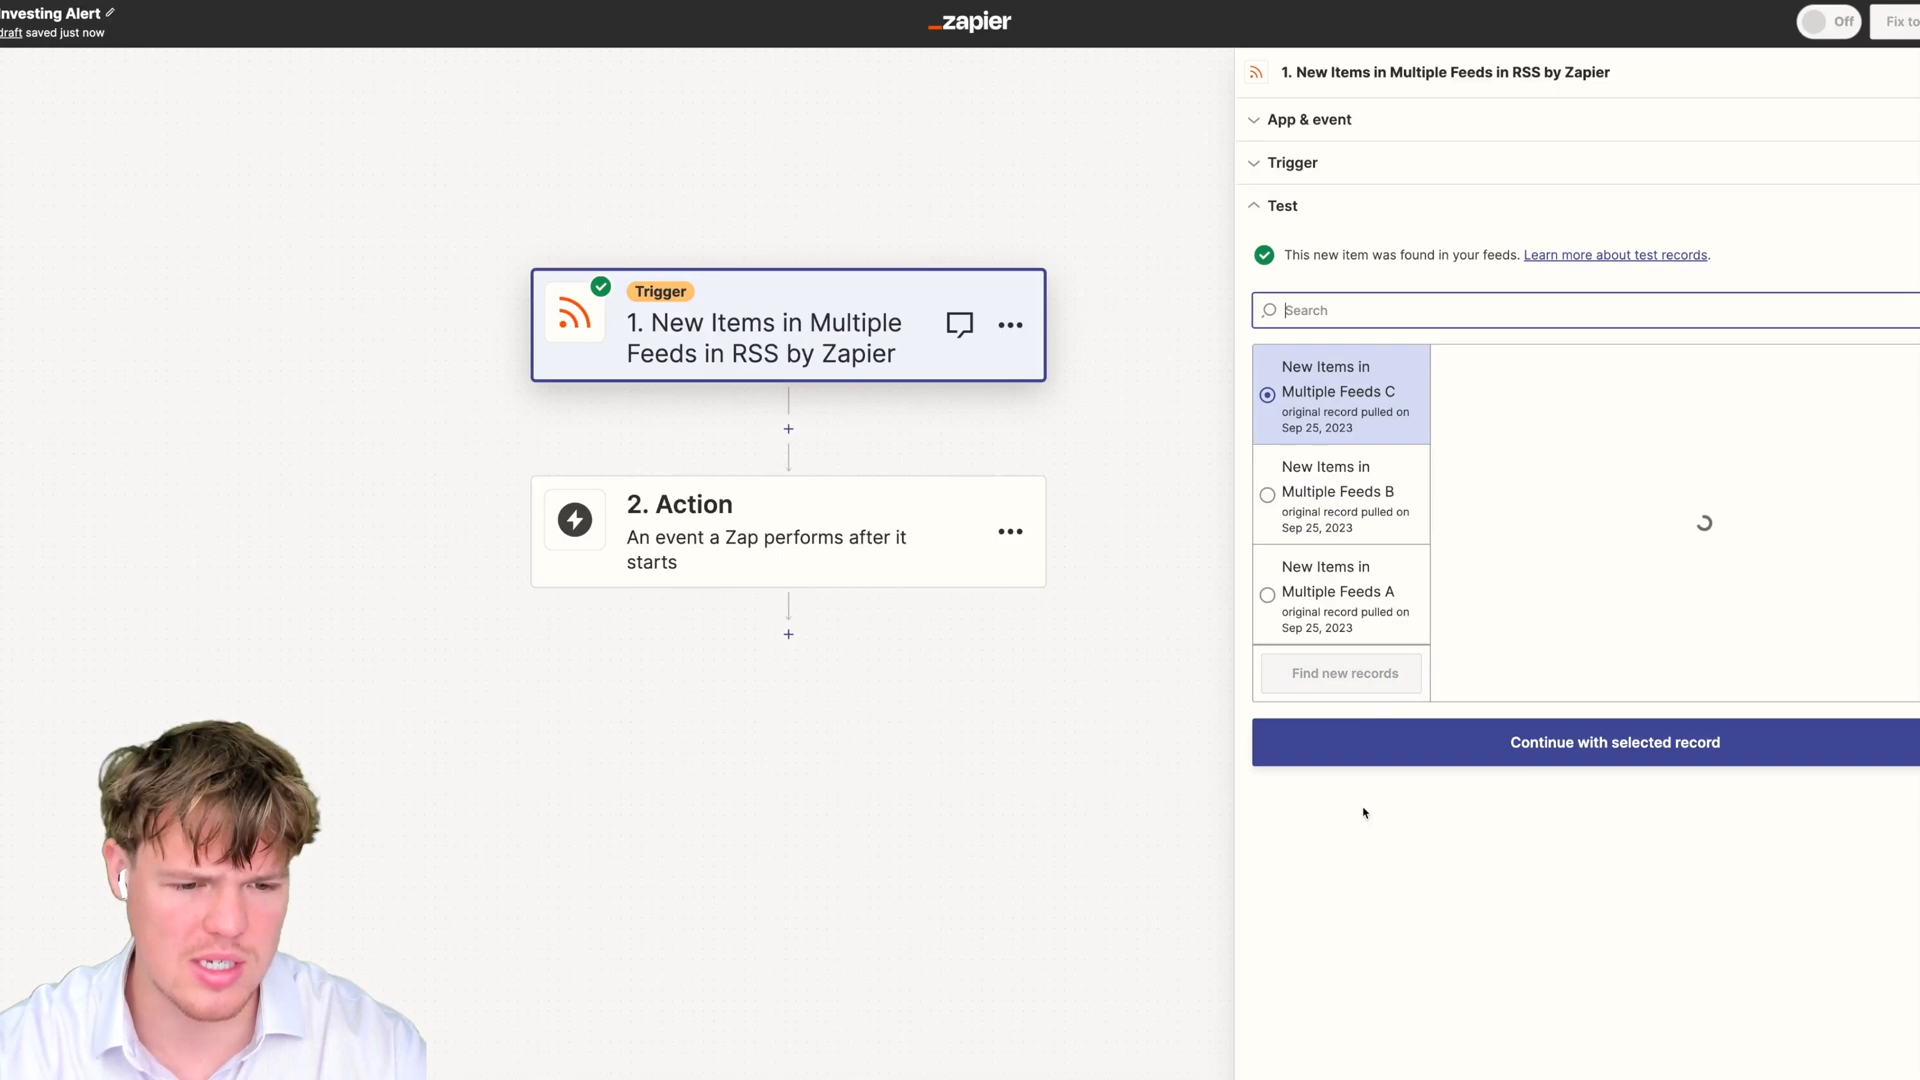 nvesting Alert
draft saved just now
zapier
Off
Fix to
1. New Items in Multiple Feeds in RSS by Zapier
App & event
Trigger
Test
This new item was found in your feeds. Learn more about test records.
Search
Trigger
1. New Items in Multiple
Feeds in RSS by Zapier
+
2. Action
An event a Zap performs after it
starts
+
New Items in
Multiple Feeds C
original record pulled on
Sep 25, 2023
New Items in
Multiple Feeds B
original record pulled on
Sep 25, 2023
New Items in
Multiple Feeds A
original record pulled on
Sep 25, 2023
Find new records
Continue with selected record